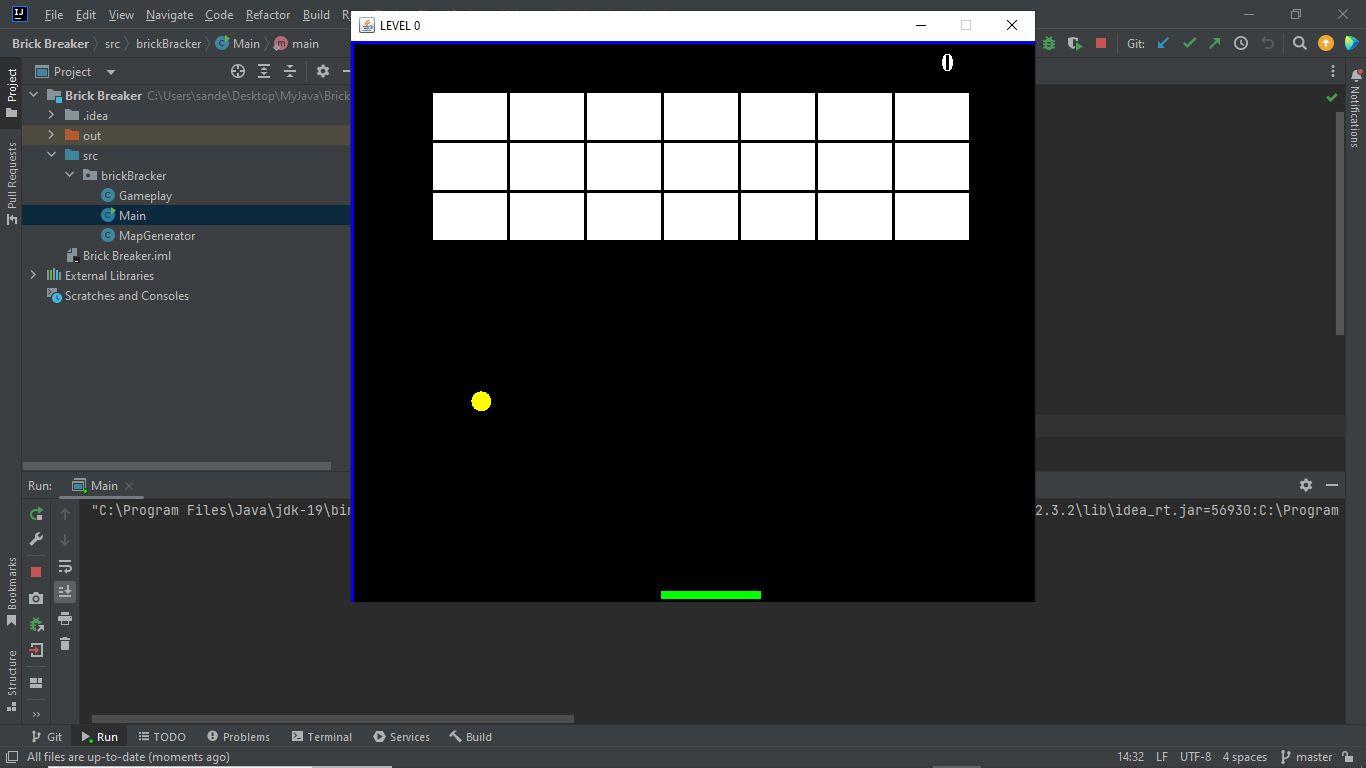 File Edit View Navigate Code Refactor Build
LEVEL 0
Brick Breaker src brickBracker Main main
Git:
Project
0
Brick Breaker C:\Users\sande\Desktop\MyJava\Brick
.idea
out
src
brickBracker
Gameplay
Main
MapGenerator
Brick Breaker.iml
External Libraries
Scratches and Consoles
Project
Pull Requests
Bookmarks
Structure
Notifications
Run: Main
"C:\Program Files\Java\jdk-19\bin
2.3.2\lib\idea_rt.jar=56930:C:\Program
Git Run TODO Problems Terminal Services Build
All files are up-to-date (moments ago)
14:32 LF UTF-8 4 spaces master